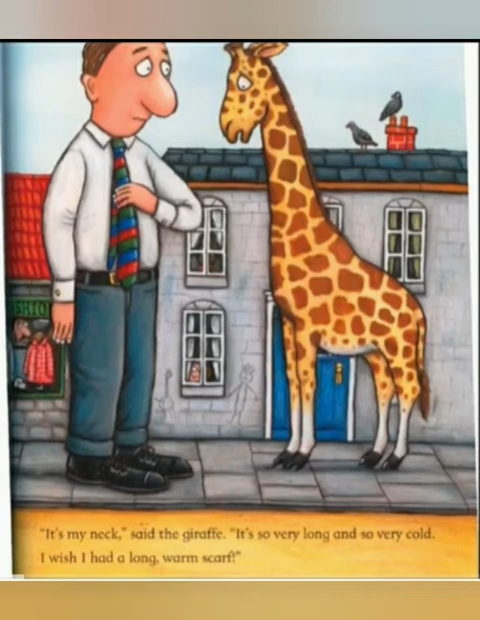 SHIO
“It’s my neck,” said the giraffe. “It’s so very long and so very cold.
I wish I had a long, warm scarf!”